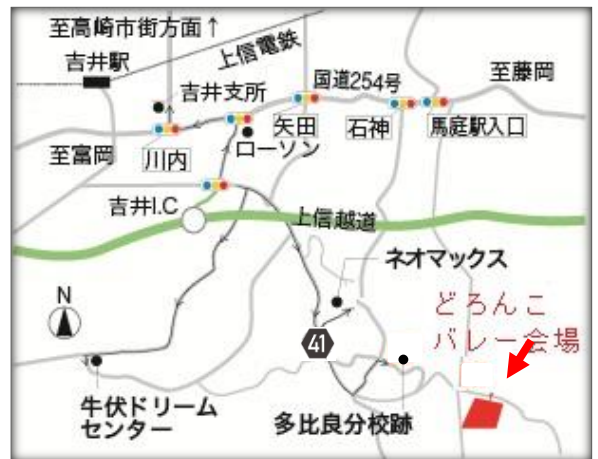 至高崎市街方面↑
上信電鉄
吉井駅
吉井支所
国道254号
至藤岡
矢田
石神
馬庭駅入口
ローソン
至富岡
川内
吉井I.C
上信越道
ネオマックス
N
どろんこ
バレー会場
41
牛伏ドリーム
センター
多比良分校跡